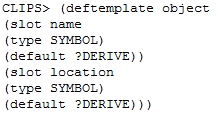 CLIPS> (deftemplate object
(slot name
(type SYMBOL)
(default ?DERIVE))
(slot location
(type SYMBOL)
(default ?DERIVE)))